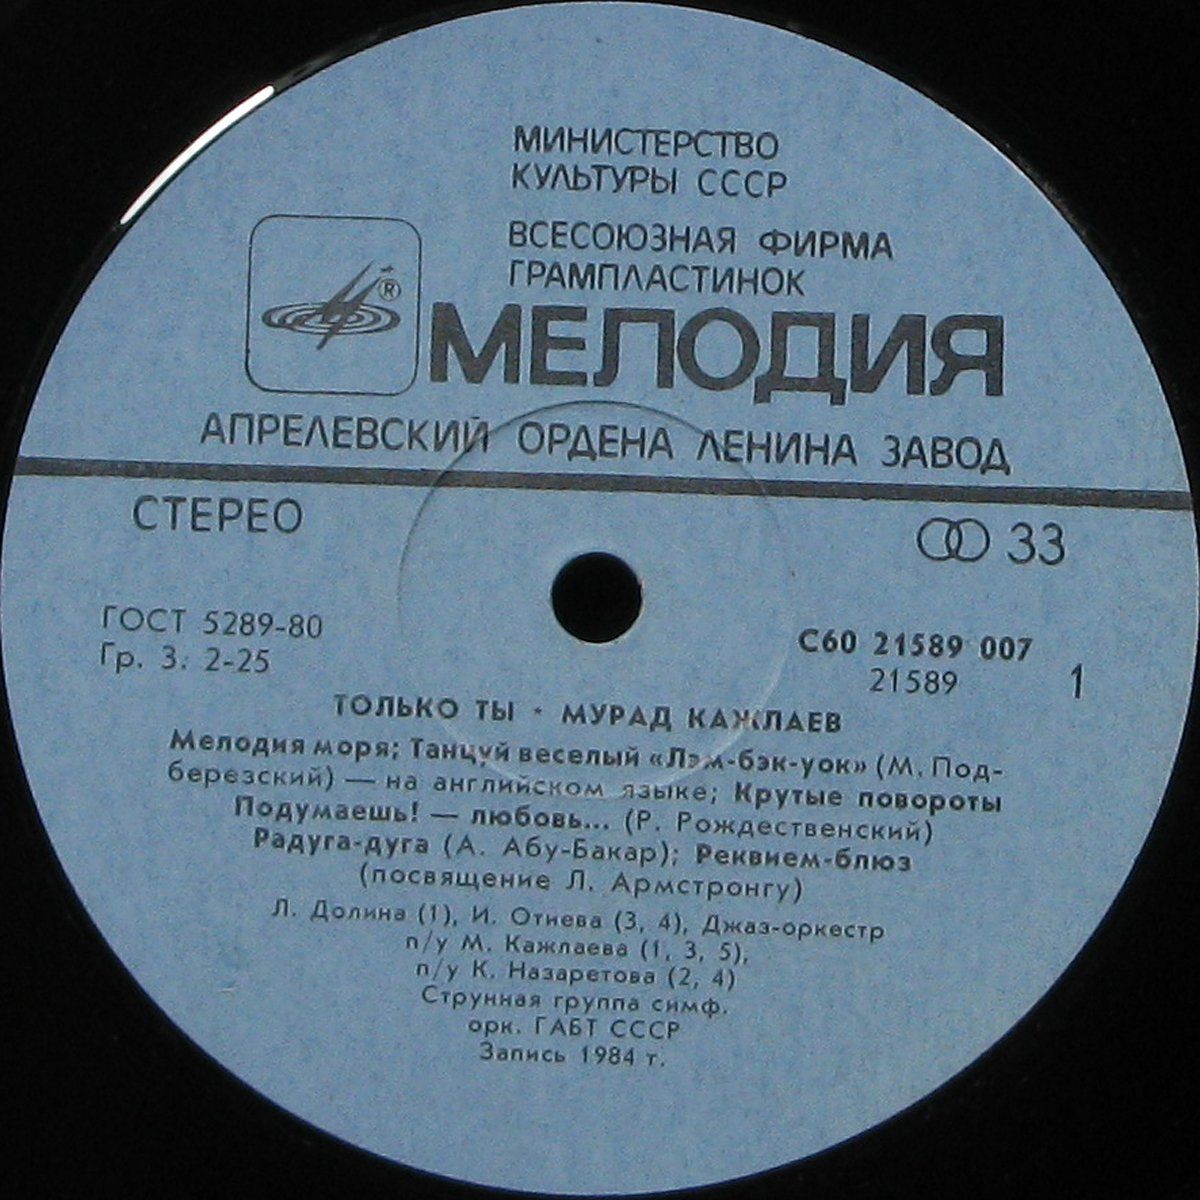 МИНИСТЕРСТВО
КУЛЬТУРЫ СССР
ВСЕСОЮЗНАЯ ФИРМА
ГРАМПЛАСТИНОК
®
МЕЛОДИЯ
АПРЕЛЕВСКИЙ ОРДЕНА ЛЕНИНА ЗАВОД
СТЕРЕО
33
ГОСТ 5289-80
Гр. 3. 2-25
С60 21589 007
21589
1
ТОЛЬКО ТЫ · МУРАД КАЖЛАЕВ
Мелодия моря; Танцуй веселый «Лэм-бэк-уок» (М. Под-
березский) — на английском языке; Крутые повороты
Подумаешь! — любовь... (Р. Рождественский)
Радуга-дуга (А. Абу-Бакар); Реквием-блюз
(посвящение Л. Армстронгу)
Л. Долина (1), И. Отиева (3, 4), Джаз-оркестр
п/у М. Кажлаева (1, 3, 5),
п/у К. Назаретова (2, 4)
Струнная группа симф.
орк. ГАБТ СССР
Запись 1984 г.